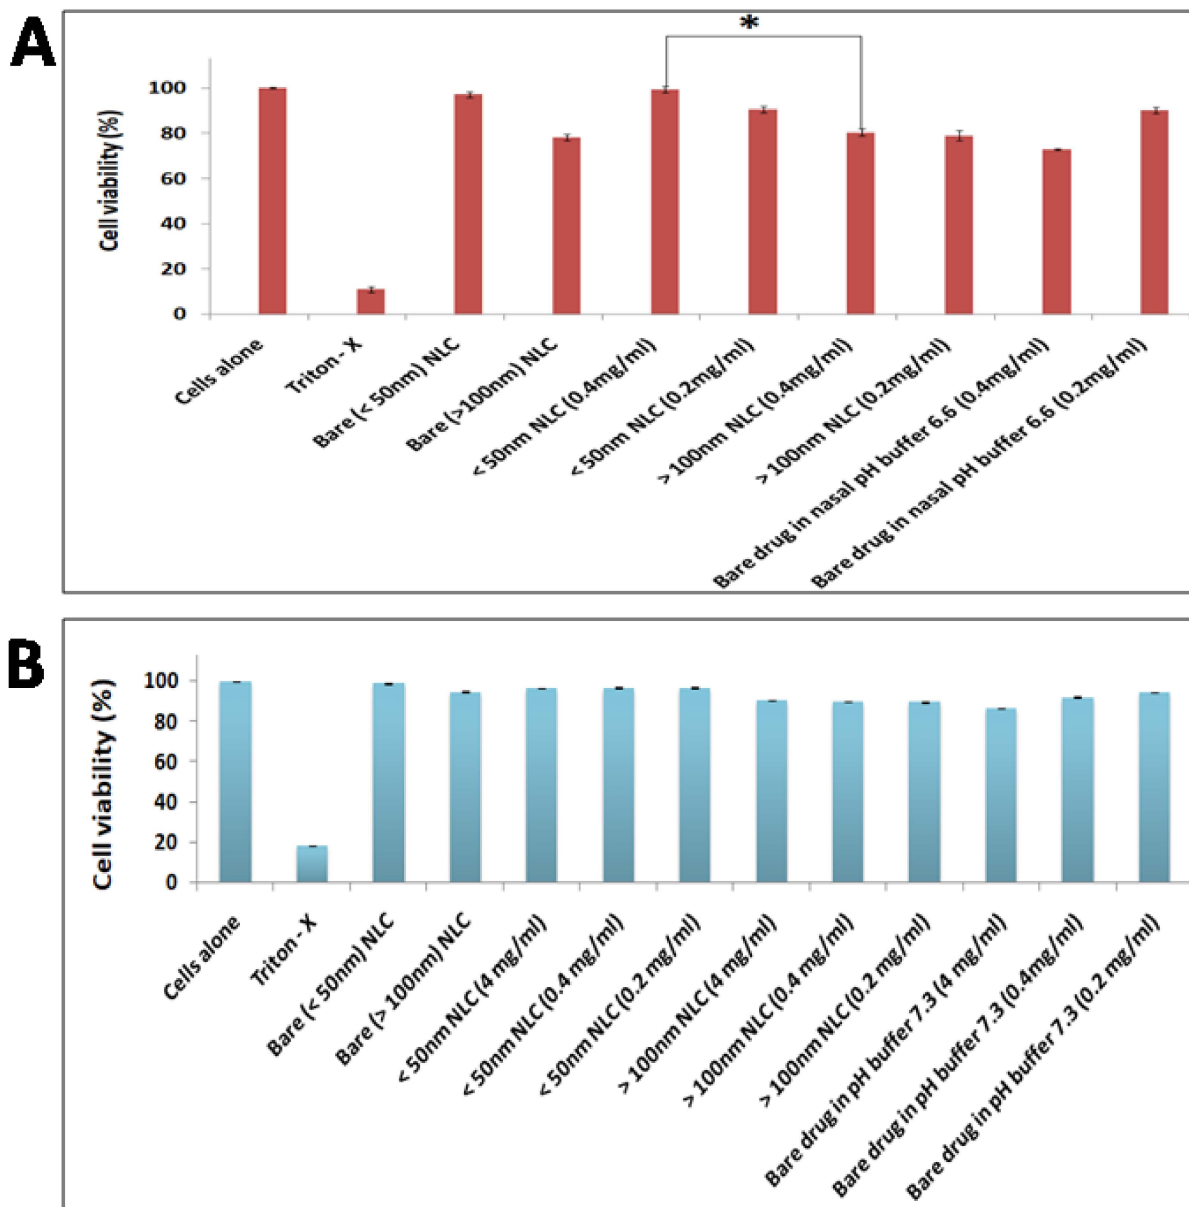 A
*
Cell viability (%)
100
80
60
40
20
0
Cells alone
Triton - X
Bare (< 50nm) NLC
Bare (>100nm) NLC
< 50nm NLC (0.4mg/ml)
< 50nm NLC (0.2mg/ml)
> 100nm NLC (0.4mg/ml)
> 100nm NLC (0.2mg/ml)
Bare drug in nasal pH buffer 6.6 (0.4mg/ml)
Bare drug in nasal pH buffer 6.6 (0.2mg/ml)
B
Cell viability (%)
100
80
60
40
20
0
Cells alone
Triton - X
Bare (< 50nm) NLC
Bare (> 100nm) NLC
< 50nm NLC (4 mg/ml)
< 50nm NLC (0.4 mg/ml)
< 50nm NLC (0.2 mg/ml)
> 100nm NLC (4 mg/ml)
> 100nm NLC (0.4 mg/ml)
> 100nm NLC (0.2 mg/ml)
Bare drug in pH buffer 7.3 (4 mg/ml)
Bare drug in pH buffer 7.3 (0.4mg/ml)
Bare drug in pH buffer 7.3 (0.2 mg/ml)